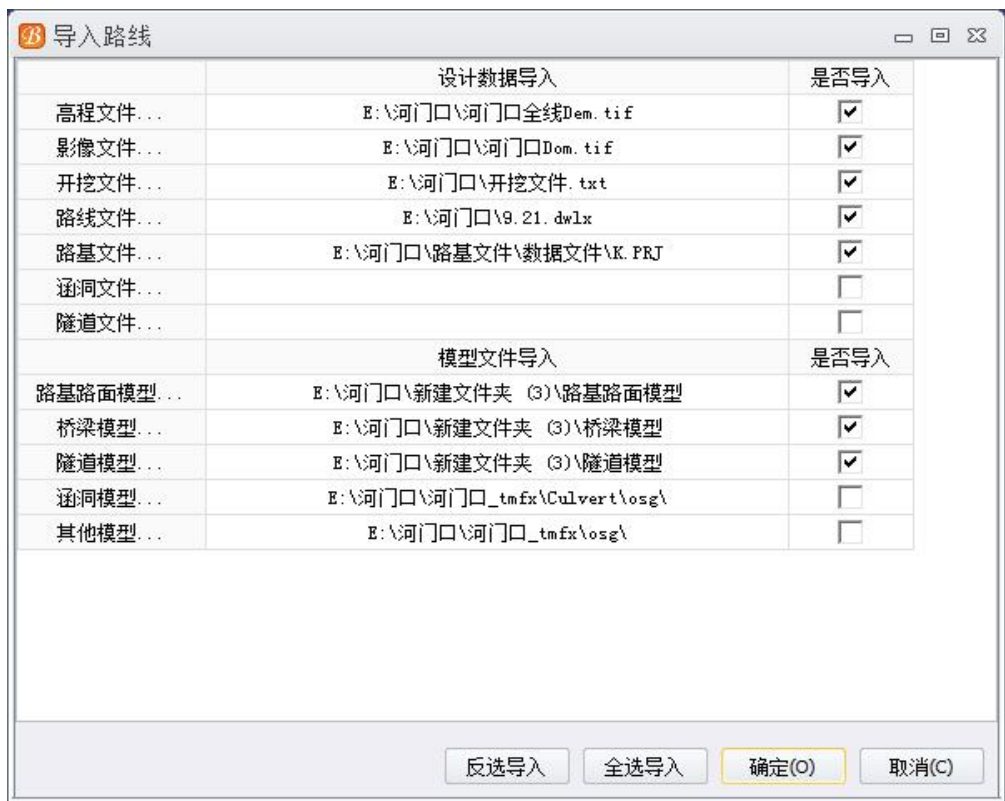 导入路线
设计数据导入 是否导入
高程文件... E:\河门口\河门口全线Dem.tif
影像文件... E:\河门口\河门口Dom.tif
开挖文件... E:\河门口\开挖文件.txt
路线文件... E:\河门口\9.21.dwlx
路基文件... E:\河门口\路基文件\数据文件\K.PRJ
涵洞文件...
隧道文件...
模型文件导入 是否导入
路基路面模型... E:\河门口\新建文件夹 (3)\路基路面模型
桥梁模型... E:\河门口\新建文件夹 (3)\桥梁模型
隧道模型... E:\河门口\新建文件夹 (3)\隧道模型
涵洞模型... E:\河门口\河门口_tmfx\Culvert\osg\
其他模型... E:\河门口\河门口_tmfx\osg\
反选导入 全选导入 确定(O) 取消(C)